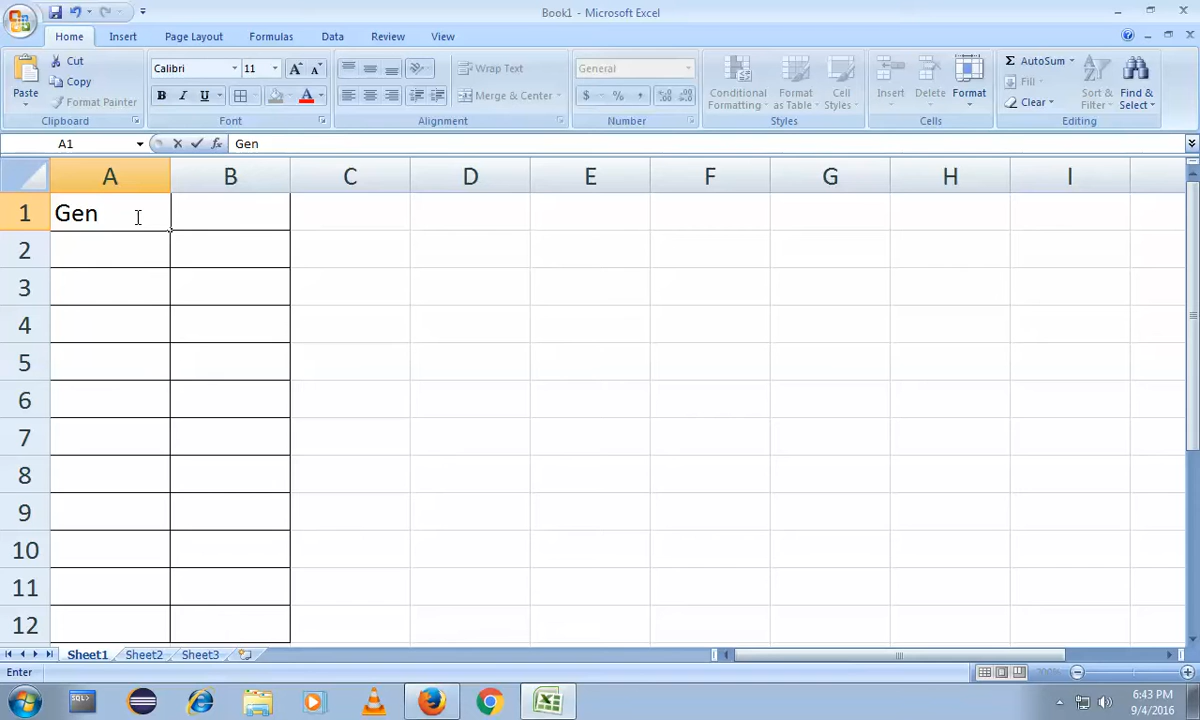 Book1 - Microsoft Excel
Home Insert Page Layout Formulas Data Review View
Paste
Cut
Copy
Format Painter
Clipboard
Calibri 11
B I U
Font
Wrap Text
Merge & Center
Alignment
General
$ % ,
Number
Conditional Formatting
Format as Table
Cell Styles
Styles
Insert Delete Format
Cells
Σ AutoSum
Fill
Clear
Sort & Filter
Find & Select
Editing
A1 fx Gen
A B C D E F G H I
1 Gen
2
3
4
5
6
7
8
9
10
11
12
Sheet1 Sheet2 Sheet3
Enter
SQL>
6:43 PM
9/4/2016